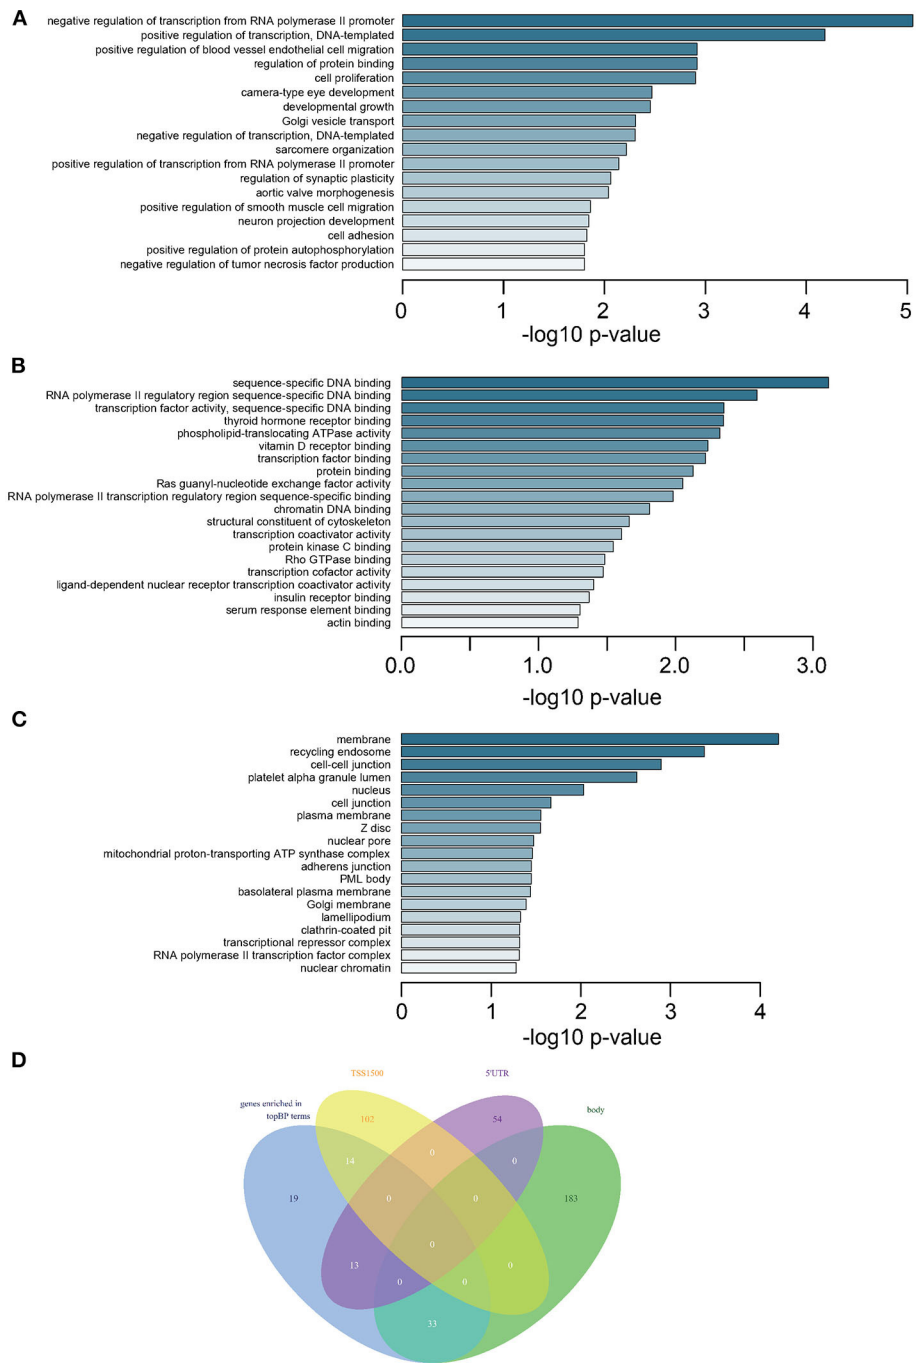 A
negative regulation of transcription from RNA polymerase II promoter
positive regulation of transcription, DNA-templated
positive regulation of blood vessel endothelial cell migration
regulation of protein binding
cell proliferation
camera-type eye development
developmental growth
Golgi vesicle transport
negative regulation of transcription, DNA-templated
sarcomere organization
positive regulation of transcription from RNA polymerase II promoter
regulation of synaptic plasticity
aortic valve morphogenesis
positive regulation of smooth muscle cell migration
neuron projection development
cell adhesion
positive regulation of protein autophosphorylation
negative regulation of tumor necrosis factor production
0 1 2 3 4 5
-log10 p-value
B
sequence-specific DNA binding
RNA polymerase II regulatory region sequence-specific DNA binding
transcription factor activity, sequence-specific DNA binding
thyroid hormone receptor binding
phospholipid-translocating ATPase activity
vitamin D receptor binding
transcription factor binding
protein binding
Ras guanyl-nucleotide exchange factor activity
RNA polymerase II transcription regulatory region sequence-specific binding
chromatin DNA binding
structural constituent of cytoskeleton
transcription coactivator activity
protein kinase C binding
Rho GTPase binding
transcription cofactor activity
ligand-dependent nuclear receptor transcription coactivator activity
insulin receptor binding
serum response element binding
actin binding
0.0 1.0 2.0 3.0
-log10 p-value
C
membrane
recycling endosome
cell-cell junction
platelet alpha granule lumen
nucleus
cell junction
plasma membrane
Z disc
nuclear pore
mitochondrial proton-transporting ATP synthase complex
adherens junction
PML body
basolateral plasma membrane
Golgi membrane
lamellipodium
clathrin-coated pit
transcriptional repressor complex
RNA polymerase II transcription factor complex
nuclear chromatin
0 1 2 3 4
-log10 p-value
D
TSS1500 5'UTR
genes enriched in
topBP terms
body
102 54
0
14 0
19 0 0 183
0
13 0
0 0
33